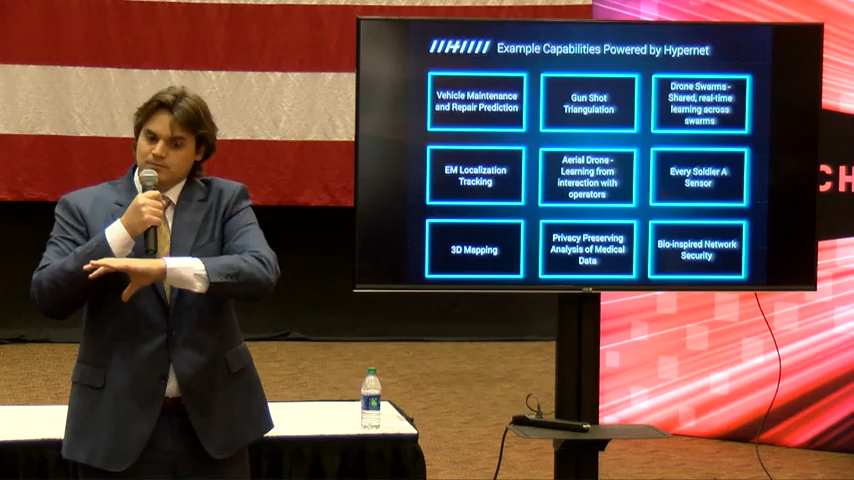 Example Capabilities Powered by Hypernet
Vehicle Maintenance
and Repair Prediction
Gun Shot
Triangulation
Drone Swarms -
Shared, real-time
learning across
swarms
EM Localization
Tracking
Aerial Drone -
Learning from
interaction with
operators
Every Soldier A
Sensor
3D Mapping
Privacy Preserving
Analysis of Medical
Data
Bio-inspired Network
Security
CH